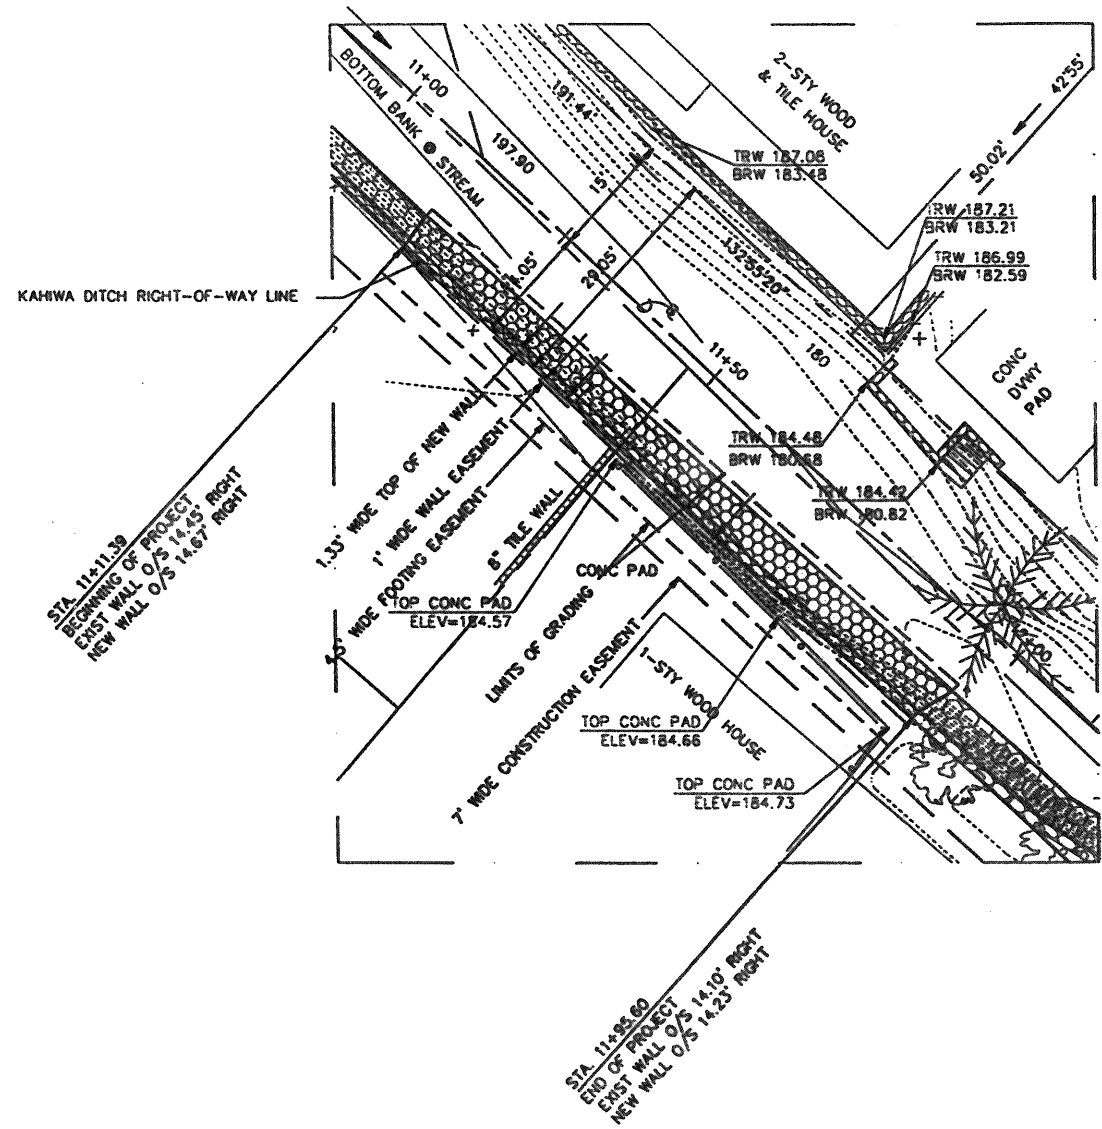 BOTTOM BANK @ STREAM
11+00
197.90
191.44'
2-STY WOOD
& TILE HOUSE
42'55'
50.02'
TRW 187.08
BRW 183.48
TRW 187.21
BRW 183.21
TRW 186.99
BRW 182.59
15'
29.05'
132°55'20"
KAHIWA DITCH RIGHT-OF-WAY LINE
180
11+50
CONC
DVWY
PAD
TRW 184.48
BRW 180.68
TRW 184.42
BRW 180.82
1.33' WIDE TOP OF NEW WALL
1' WIDE WALL EASEMENT
4.5' WIDE FOOTING EASEMENT
8" TILE WALL
CONC PAD
TOP CONC PAD
ELEV=184.57
LIMITS OF GRADING
7' WIDE CONSTRUCTION EASEMENT
1-STY WOOD HOUSE
TOP CONC PAD
ELEV=184.66
TOP CONC PAD
ELEV=184.73
STA. 11+11.39
BEGINNING OF PROJECT
EXIST WALL O/S 14.45' RIGHT
NEW WALL O/S 14.67' RIGHT
STA. 11+95.60
END OF PROJECT
EXIST WALL O/S 14.10' RIGHT
NEW WALL O/S 14.23' RIGHT